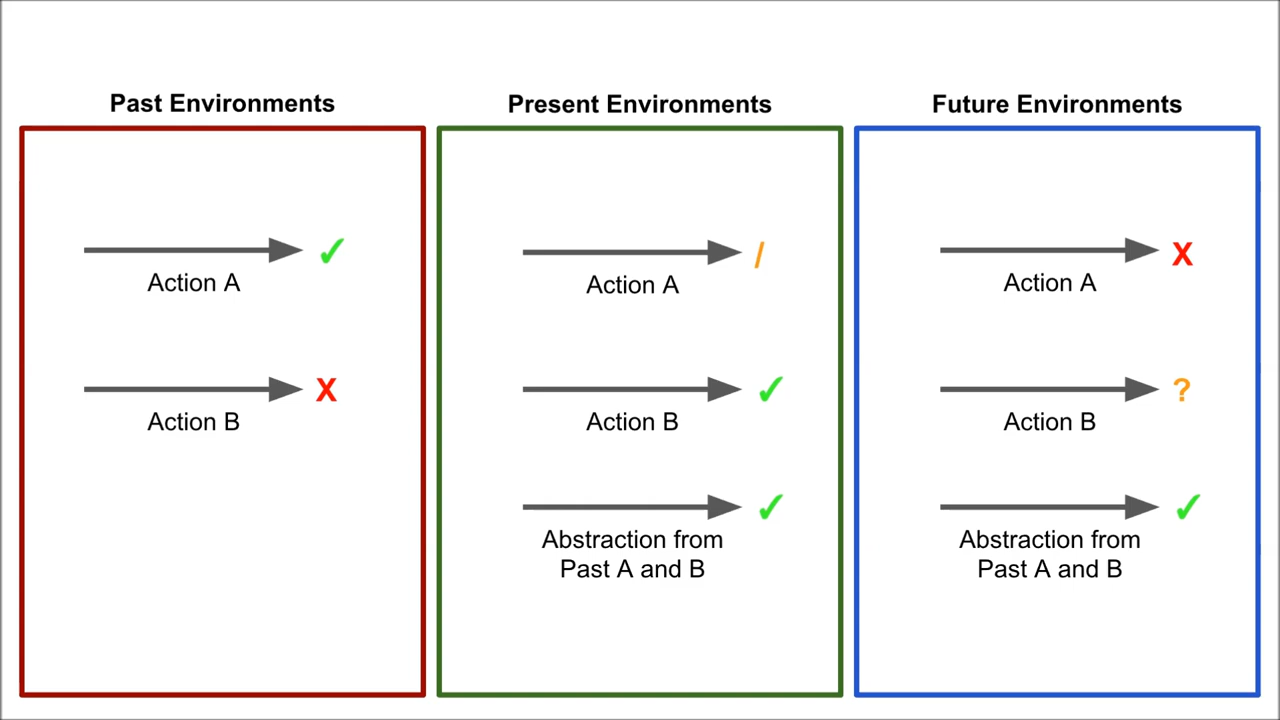 Past Environments
✓
Action A
X
Action B
Present Environments
/
Action A
✓
Action B
✓
Abstraction from
Past A and B
Future Environments
X
Action A
?
Action B
✓
Abstraction from
Past A and B